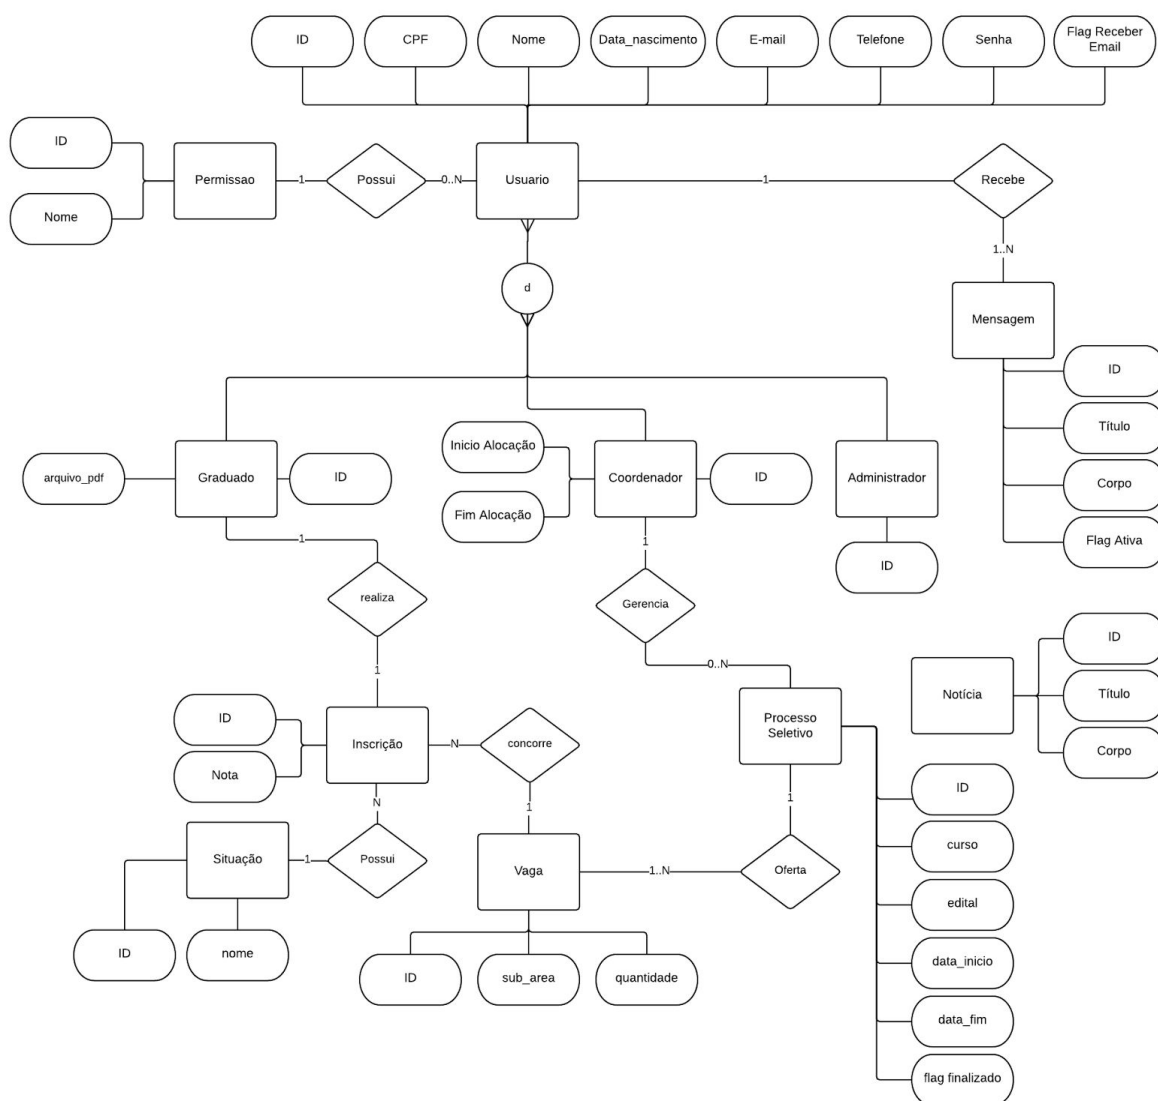 ID
CPF
Nome
Data_nascimento
E-mail
Telefone
Senha
Flag Receber
Email
ID
Nome
Permissao
1
Possui
0..N
Usuario
1
Recebe
1..N
d
Mensagem
ID
Título
Corpo
Flag Ativa
arquivo_pdf
Graduado
ID
Inicio Alocação
Fim Alocação
Coordenador
ID
Administrador
ID
1
realiza
1
1
Gerencia
0..N
Notícia
ID
Título
Corpo
ID
Nota
Inscrição
N
concorre
Processo
Seletivo
N
1
1
Situação
1
Possui
Vaga
1..N
Oferta
ID
nome
ID
sub_area
quantidade
ID
curso
edital
data_inicio
data_fim
flag finalizado